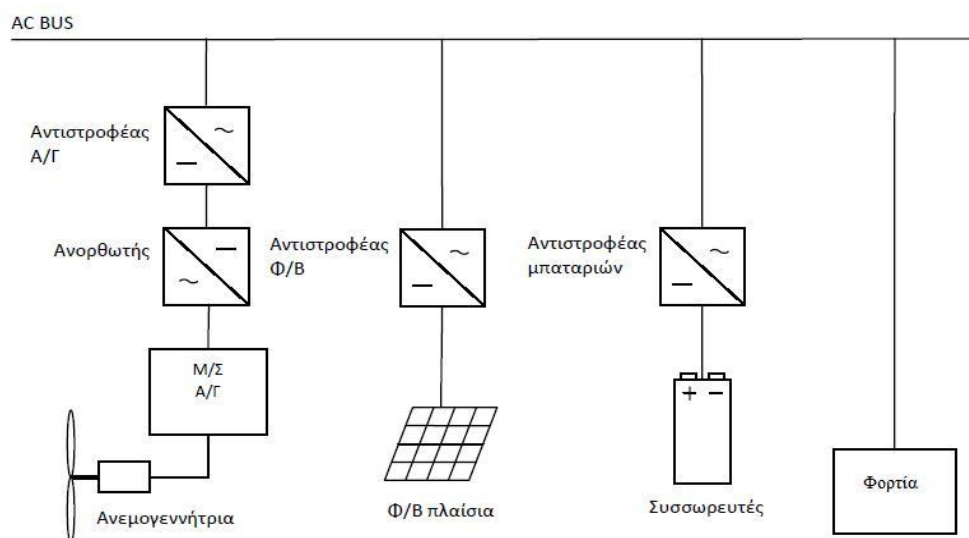 AC BUS
Αντιστροφέας
Α/Γ
Ανορθωτής
Αντιστροφέας
Φ/Β
Αντιστροφέας
μπαταριών
Μ/Σ
Α/Γ
+ −
Ανεμογεννήτρια
Φ/Β πλαίσια
Συσσωρευτές
Φορτία